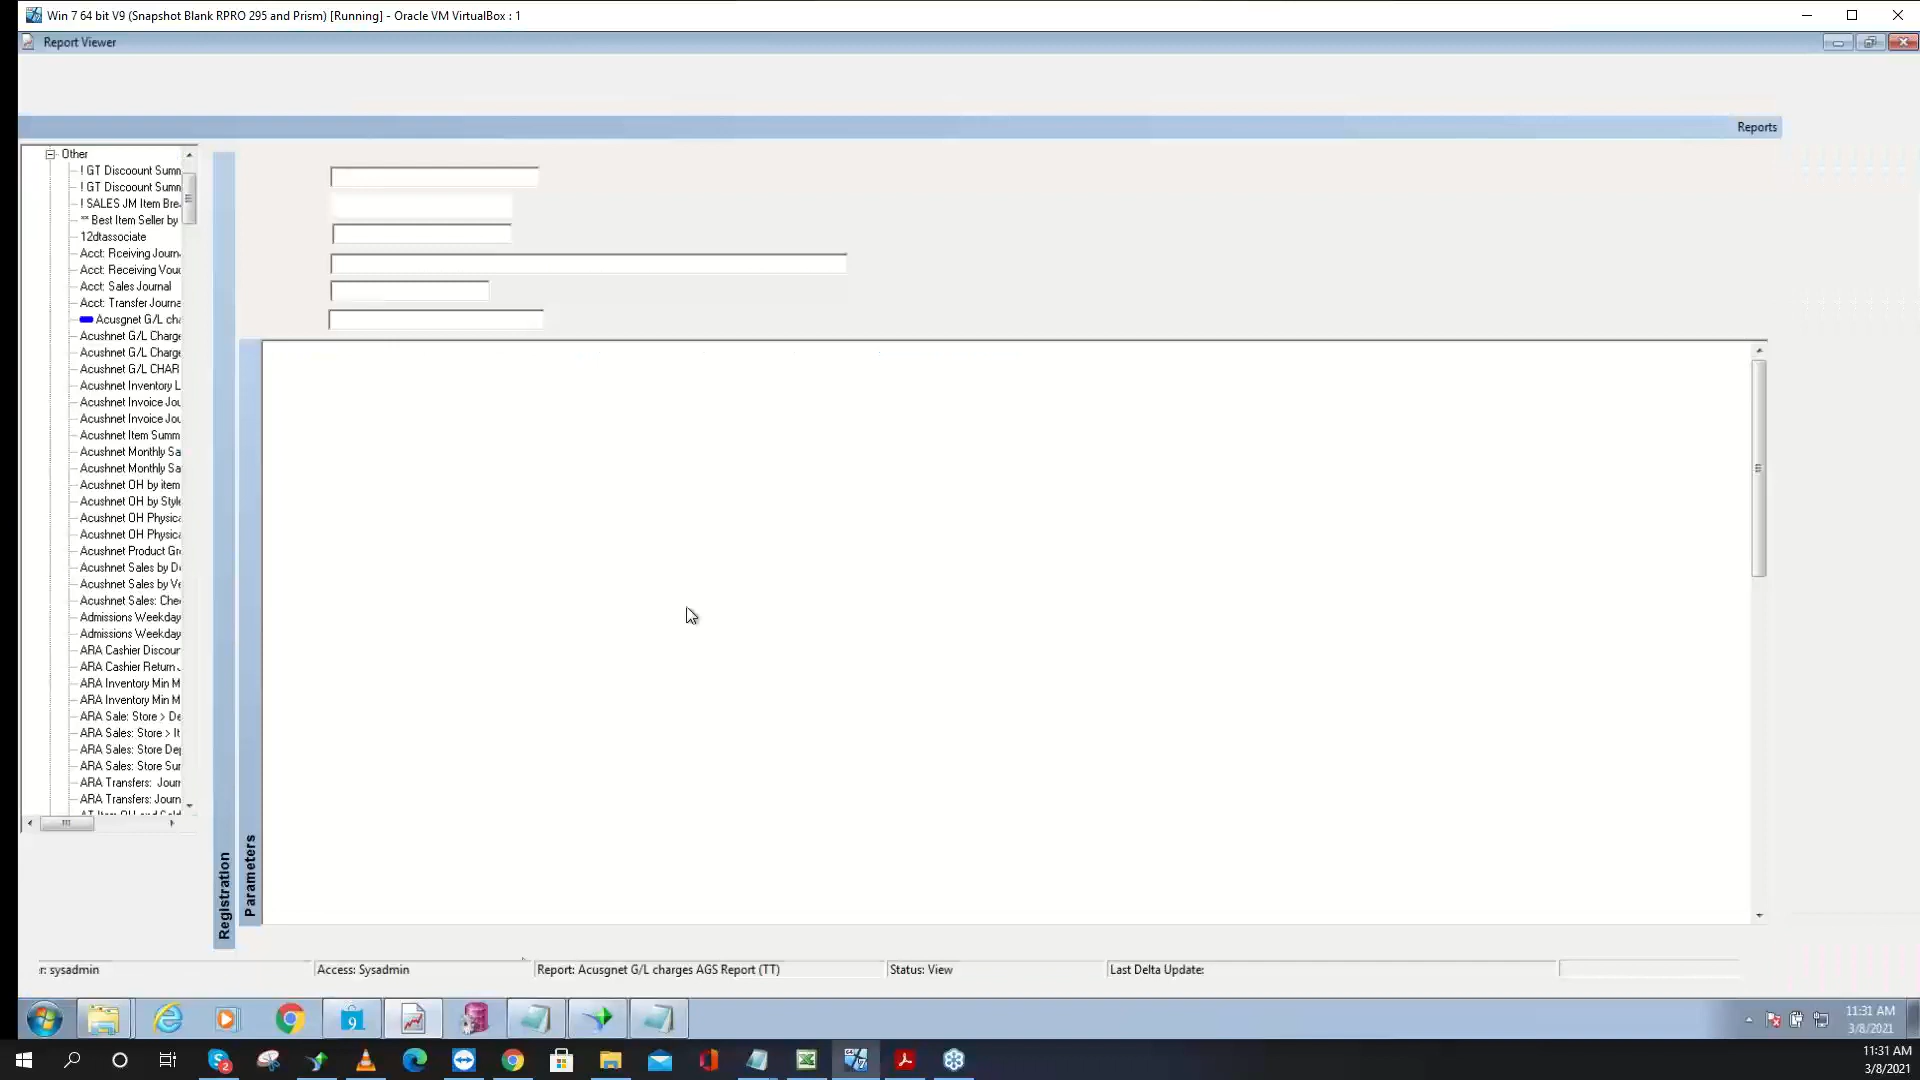 Win 7 64 bit V9 (Snapshot Blank RPRO 295 and Prism) [Running] - Oracle VM VirtualBox : 1
Report Viewer
Reports
Other
! GT Discoount Summ
! GT Discoount Summ
! SALES JM Item Bre
** Best Item Seller by
12dtassociate
Acct: Rceiving Journ
Acct: Receiving Vou
Acct: Sales Journal
Acct: Transfer Journa
Acusgnet G/L cha
Acushnet G/L Charge
Acushnet G/L Charge
Acushnet G/L CHAR
Acushnet Inventory L
Acushnet Invoice Jou
Acushnet Invoice Jou
Acushnet Item Summ
Acushnet Monthly Sa
Acushnet Monthly Sa
Acushnet OH by item
Acushnet OH by Style
Acushnet OH Physica
Acushnet OH Physica
Acushnet Product Gr
Acushnet Sales by D
Acushnet Sales by Ve
Acushnet Sales: Che
Admissions Weekday
Admissions Weekday
ARA Cashier Discour
ARA Cashier Return
ARA Inventory Min M
ARA Inventory Min M
ARA Sale: Store > De
ARA Sales: Store > It
ARA Sales: Store Dep
ARA Sales: Store Sur
ARA Transfers: Journ
ARA Transfers: Journ
Registration
Parameters
r: sysadmin
Access: Sysadmin
Report: Acusgnet G/L charges AGS Report (TT)
Status: View
Last Delta Update:
9
11:31 AM
3/8/2021
2
11:31 AM
3/8/2021